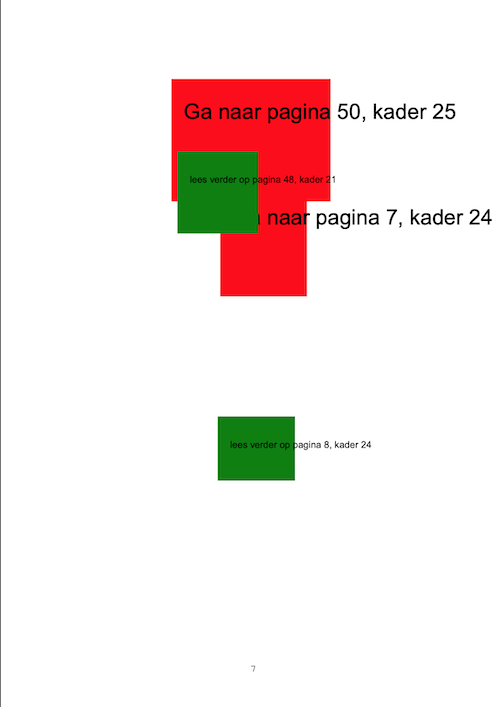 Ga naar pagina 50, kader 25
lees verder op pagina 48, kader 21
naar pagina 7, kader 24
lees verder op pagina 8, kader 24
7